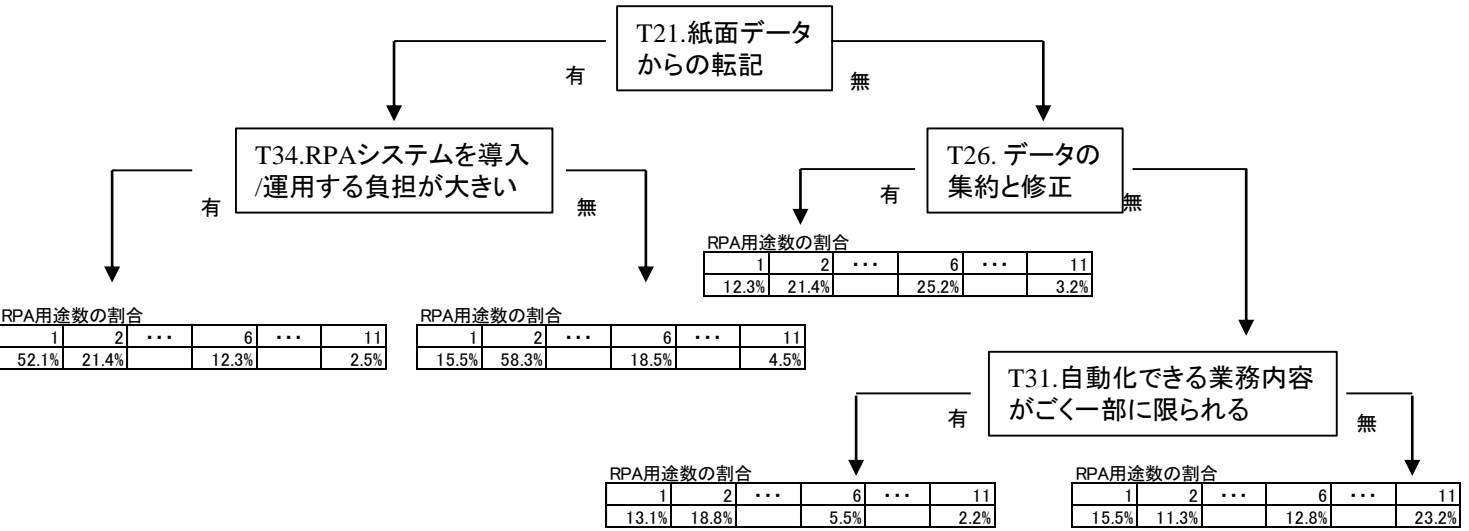 T21.紙面データ
からの転記
有
無
T34.RPAシステムを導入
/運用する負担が大きい
T26. データの
集約と修正
有
無
有
無
RPA用途数の割合
1 2 ・・・ 6 ・・・ 11
12.3% 21.4% 25.2% 3.2%
RPA用途数の割合
1 2 ・・・ 6 ・・・ 11
52.1% 21.4% 12.3% 2.5%
RPA用途数の割合
1 2 ・・・ 6 ・・・ 11
15.5% 58.3% 18.5% 4.5%
T31.自動化できる業務内容
がごく一部に限られる
有
無
RPA用途数の割合
1 2 ・・・ 6 ・・・ 11
13.1% 18.8% 5.5% 2.2%
RPA用途数の割合
1 2 ・・・ 6 ・・・ 11
15.5% 11.3% 12.8% 23.2%